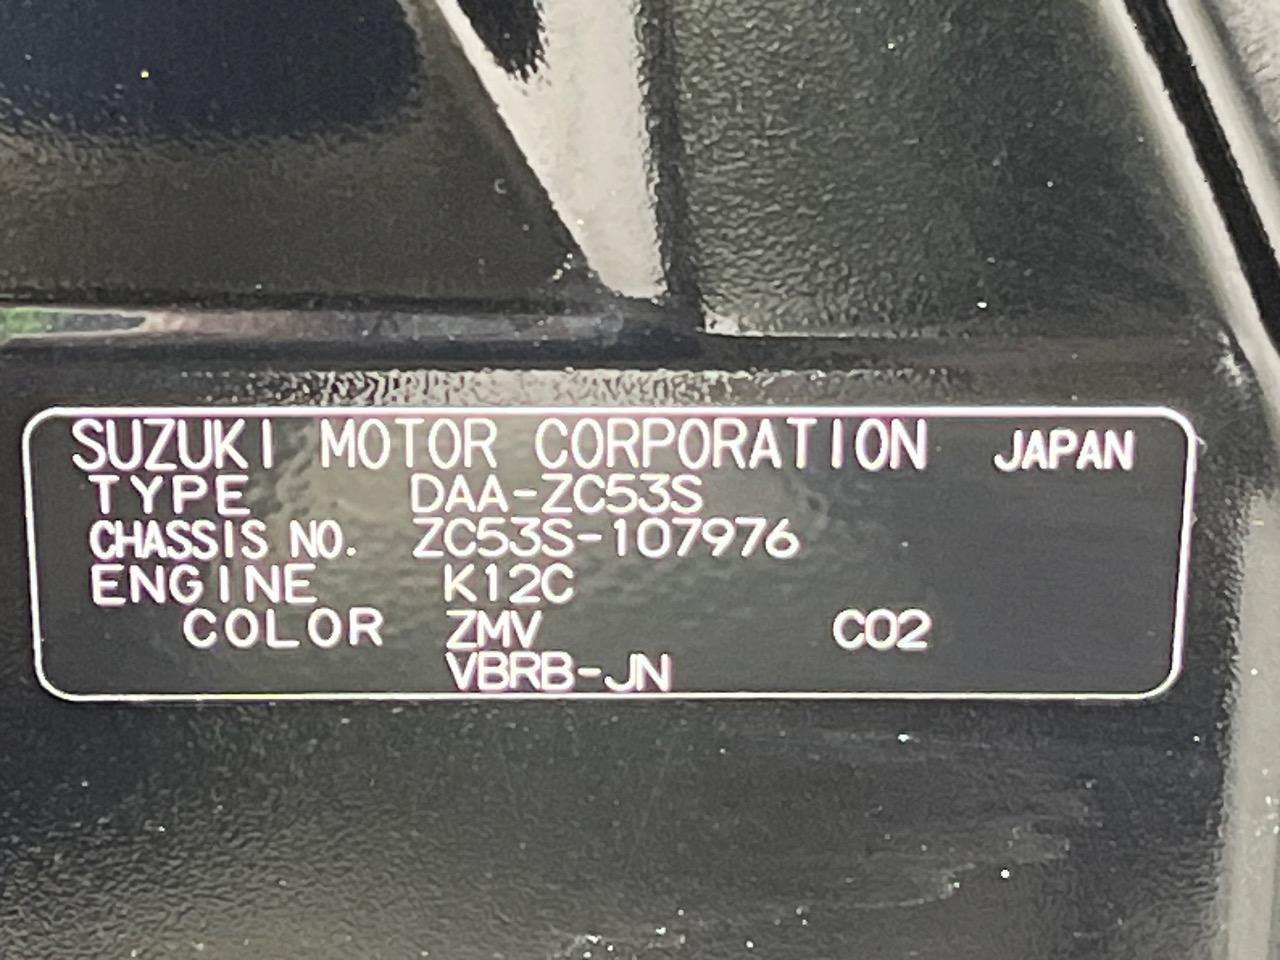 SUZUKI MOTOR CORPORATION JAPAN
TYPE DAA-ZC53S
CHASSIS NO. ZC53S-107976
ENGINE K12C
COLOR ZMV C02
VBRB-JN